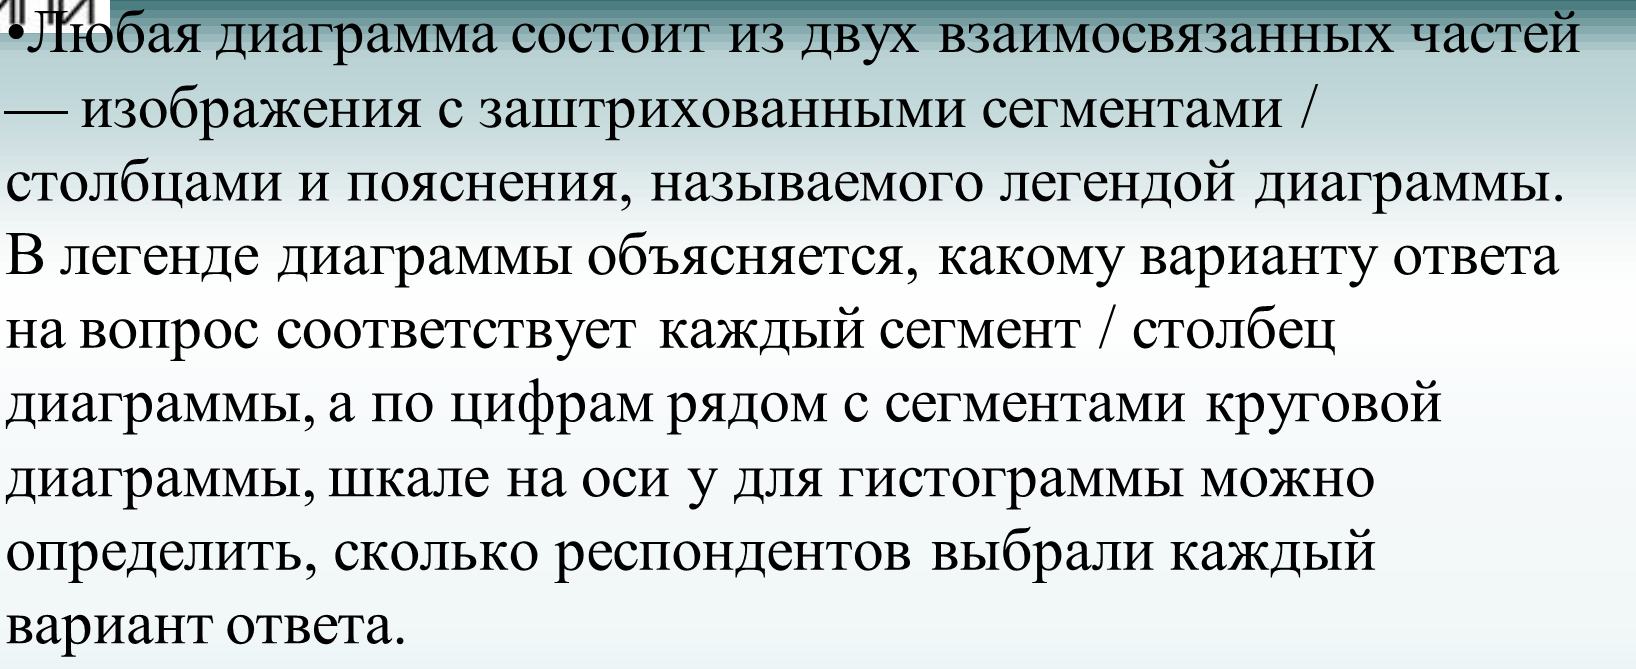 •Любая диаграмма состоит из двух взаимосвязанных частей
— изображения с заштрихованными сегментами /
столбцами и пояснения, называемого легендой диаграммы.
В легенде диаграммы объясняется, какому варианту ответа
на вопрос соответствует каждый сегмент / столбец
диаграммы, а по цифрам рядом с сегментами круговой
диаграммы, шкале на оси у для гистограммы можно
определить, сколько респондентов выбрали каждый
вариант ответа.